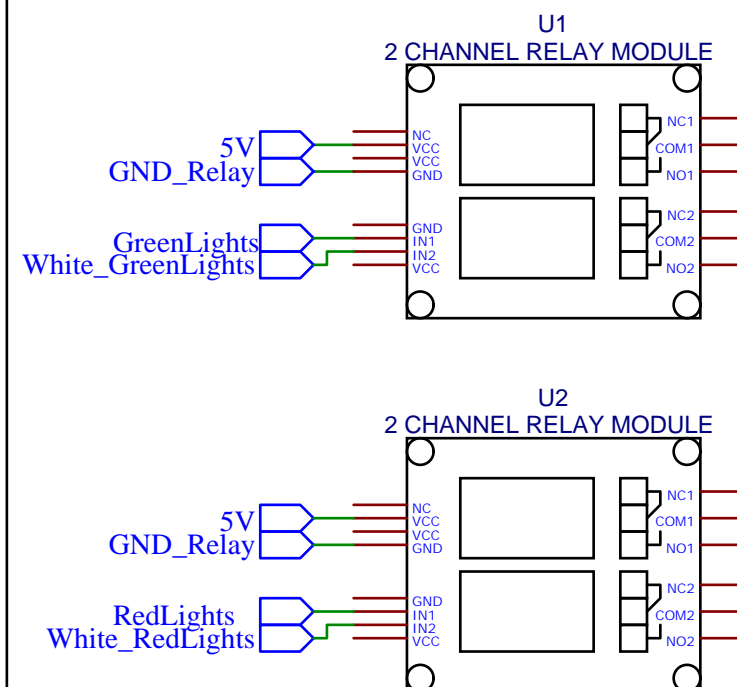 U1
2 CHANNEL RELAY MODULE
5V
GND_Relay
NC
VCC
VCC
GND
NC1
COM1
NO1
GreenLights
White_GreenLights
GND
IN1
IN2
VCC
NC2
COM2
NO2
U2
2 CHANNEL RELAY MODULE
5V
GND_Relay
NC
VCC
VCC
GND
NC1
COM1
NO1
RedLights
White_RedLights
GND
IN1
IN2
VCC
NC2
COM2
NO2